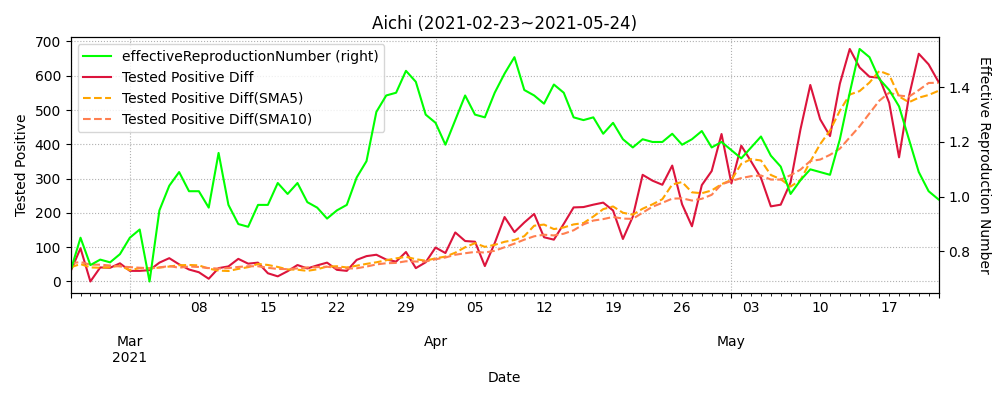 Aichi (2021-02-23~2021-05-24)
effectiveReproductionNumber (right)
Tested Positive Diff
Tested Positive Diff(SMA5)
Tested Positive Diff(SMA10)
Tested Positive
700
600
500
400
300
200
100
0
1.4
1.2
1.0
0.8
Effective Reproduction Number
08 15 22 29 05 12 19 26 03 10 17
Mar Apr May
2021
Date